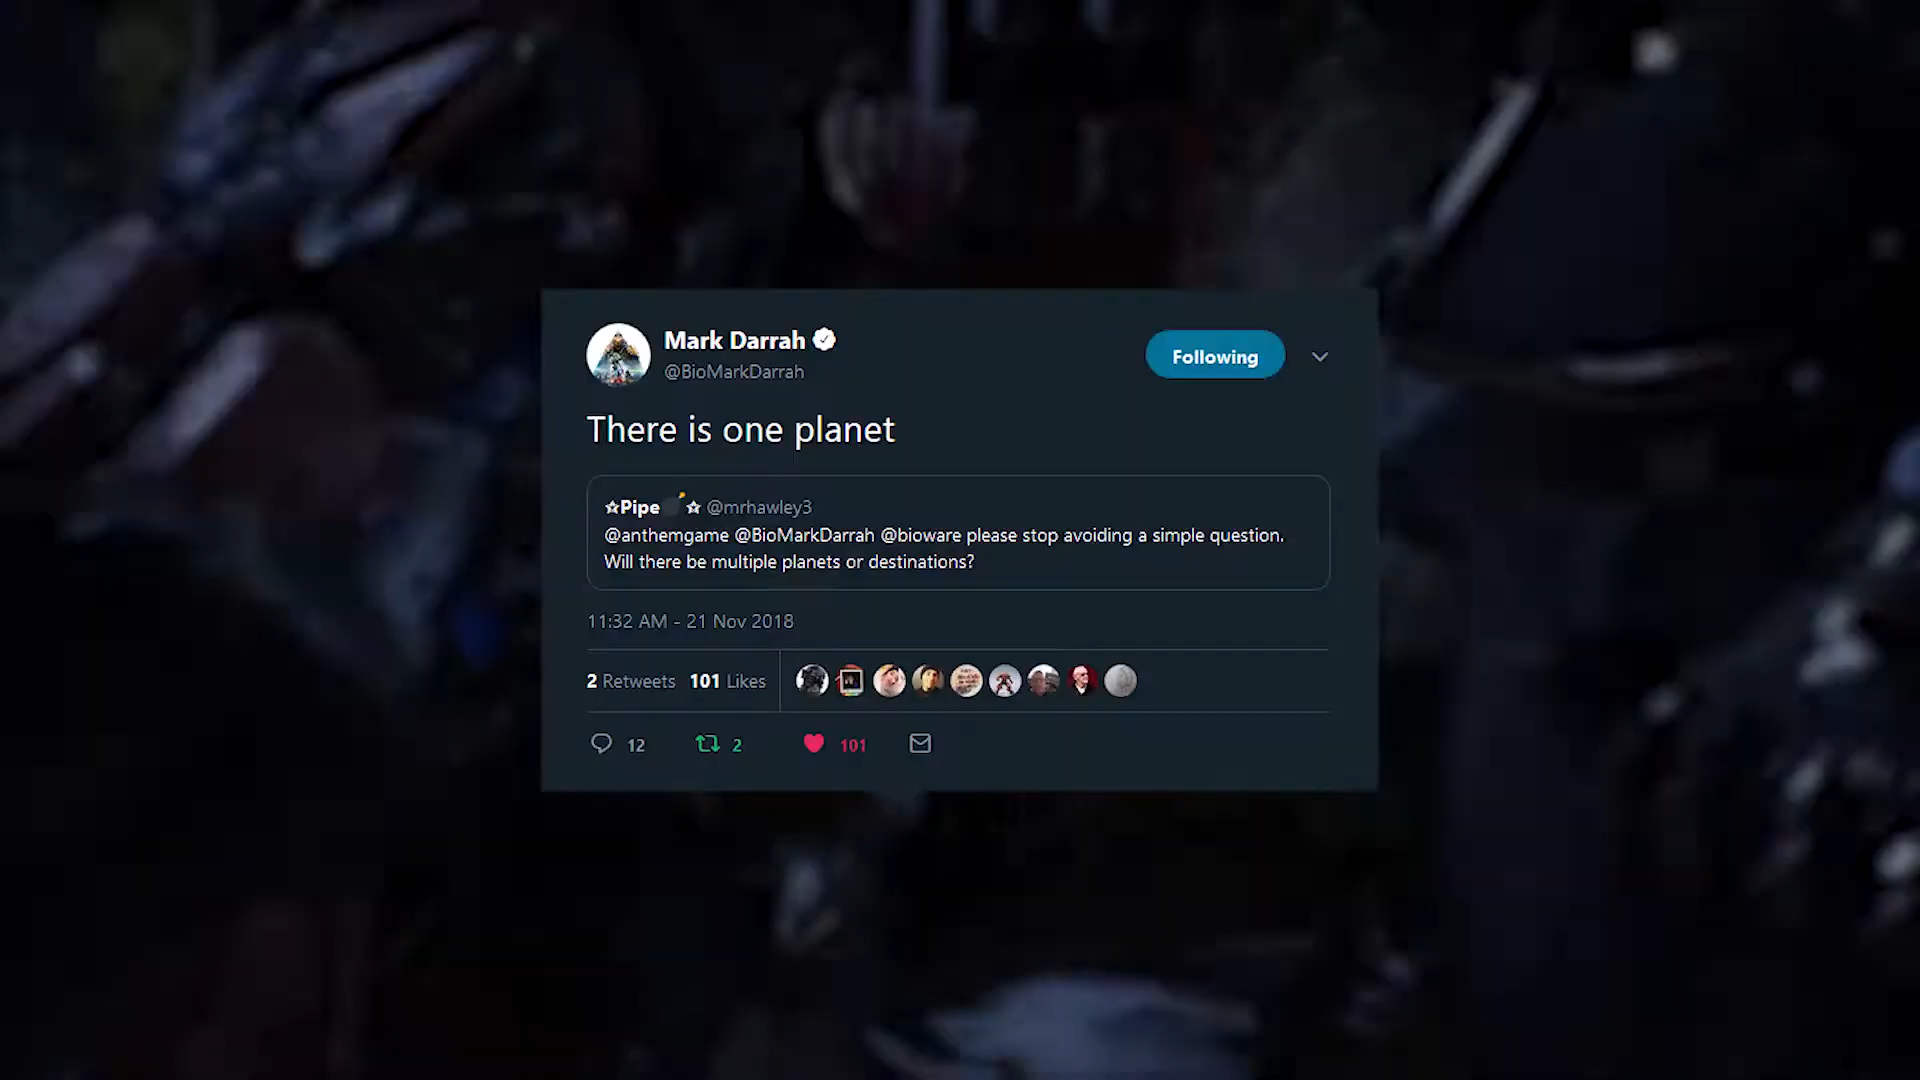 Mark Darrah
@BioMarkDarrah
Following
There is one planet
☆Pipe💣☆ @mrhawley3
@anthemgame @BioMarkDarrah @bioware please stop avoiding a simple question.
Will there be multiple planets or destinations?
11:32 AM - 21 Nov 2018
2 Retweets 101 Likes
12 2 101